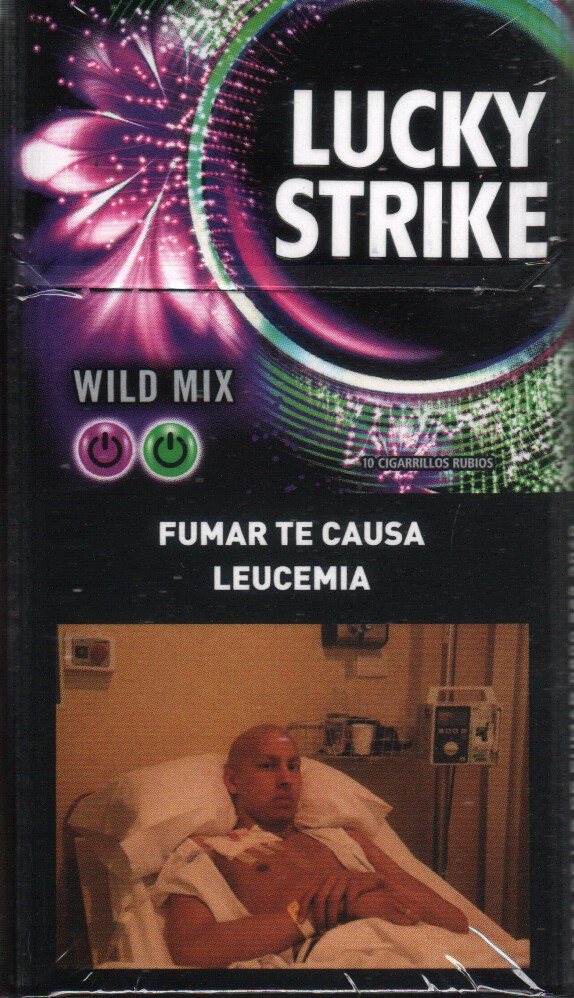 LUCKY
STRIKE
WILD MIX
10 CIGARRILLOS RUBIOS
FUMAR TE CAUSA
LEUCEMIA